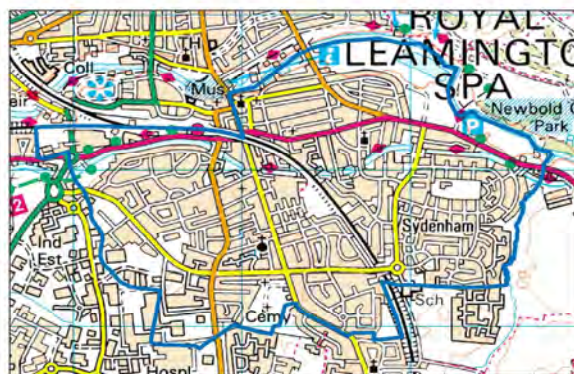 ROYAL
LEAMINGTO
SPA
TH
Coll
Mus
Newbold C
Park
P
Sydenham
Ind
Est
Sch
Cemy
Hospl